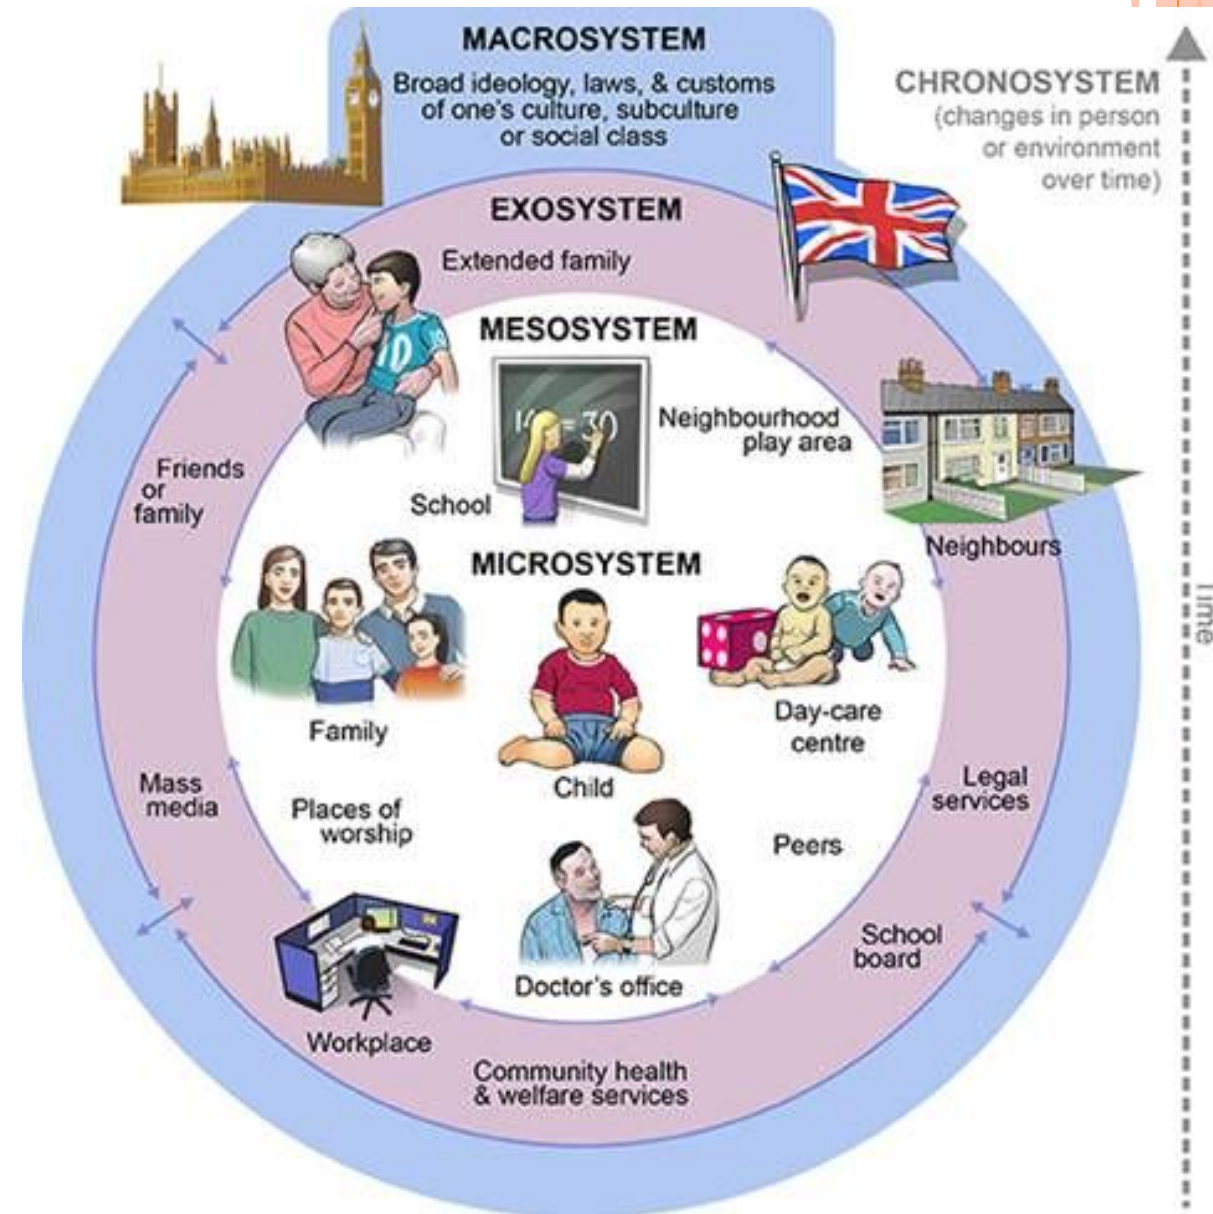 MACROSYSTEM
Broad ideology, laws, & customs
of one's culture, subculture
or social class
CHRONOSYSTEM
(changes in person
or environment
over time)
EXOSYSTEM
Extended family
MESOSYSTEM
10
Neighbourhood
play area
School
Friends
or
family
Neighbours
MICROSYSTEM
Time
Family
Child
Day-care
centre
Mass
media
Places of
worship
Legal
services
Peers
School
board
Doctor's office
Workplace
Community health
& welfare services